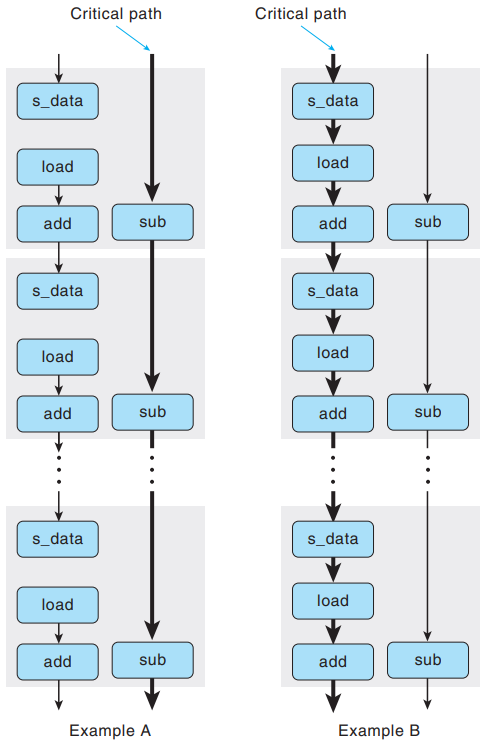 Critical path
Critical path
s_data
load
add
sub
s_data
load
add
sub
s_data
load
add
sub
Example A
s_data
load
add
sub
s_data
load
add
sub
s_data
load
add
sub
Example B